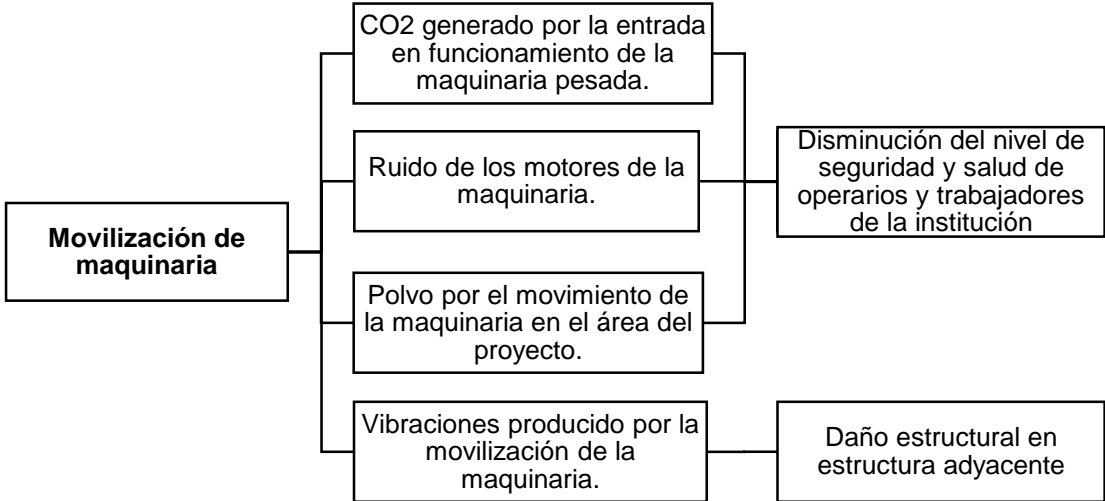 Movilización de
maquinaria
CO2 generado por la entrada
en funcionamiento de la
maquinaria pesada.
Ruido de los motores de la
maquinaria.
Polvo por el movimiento de
la maquinaria en el área del
proyecto.
Vibraciones producido por la
movilización de la
maquinaria.
Disminución del nivel de
seguridad y salud de
operarios y trabajadores
de la institución
Daño estructural en
estructura adyacente